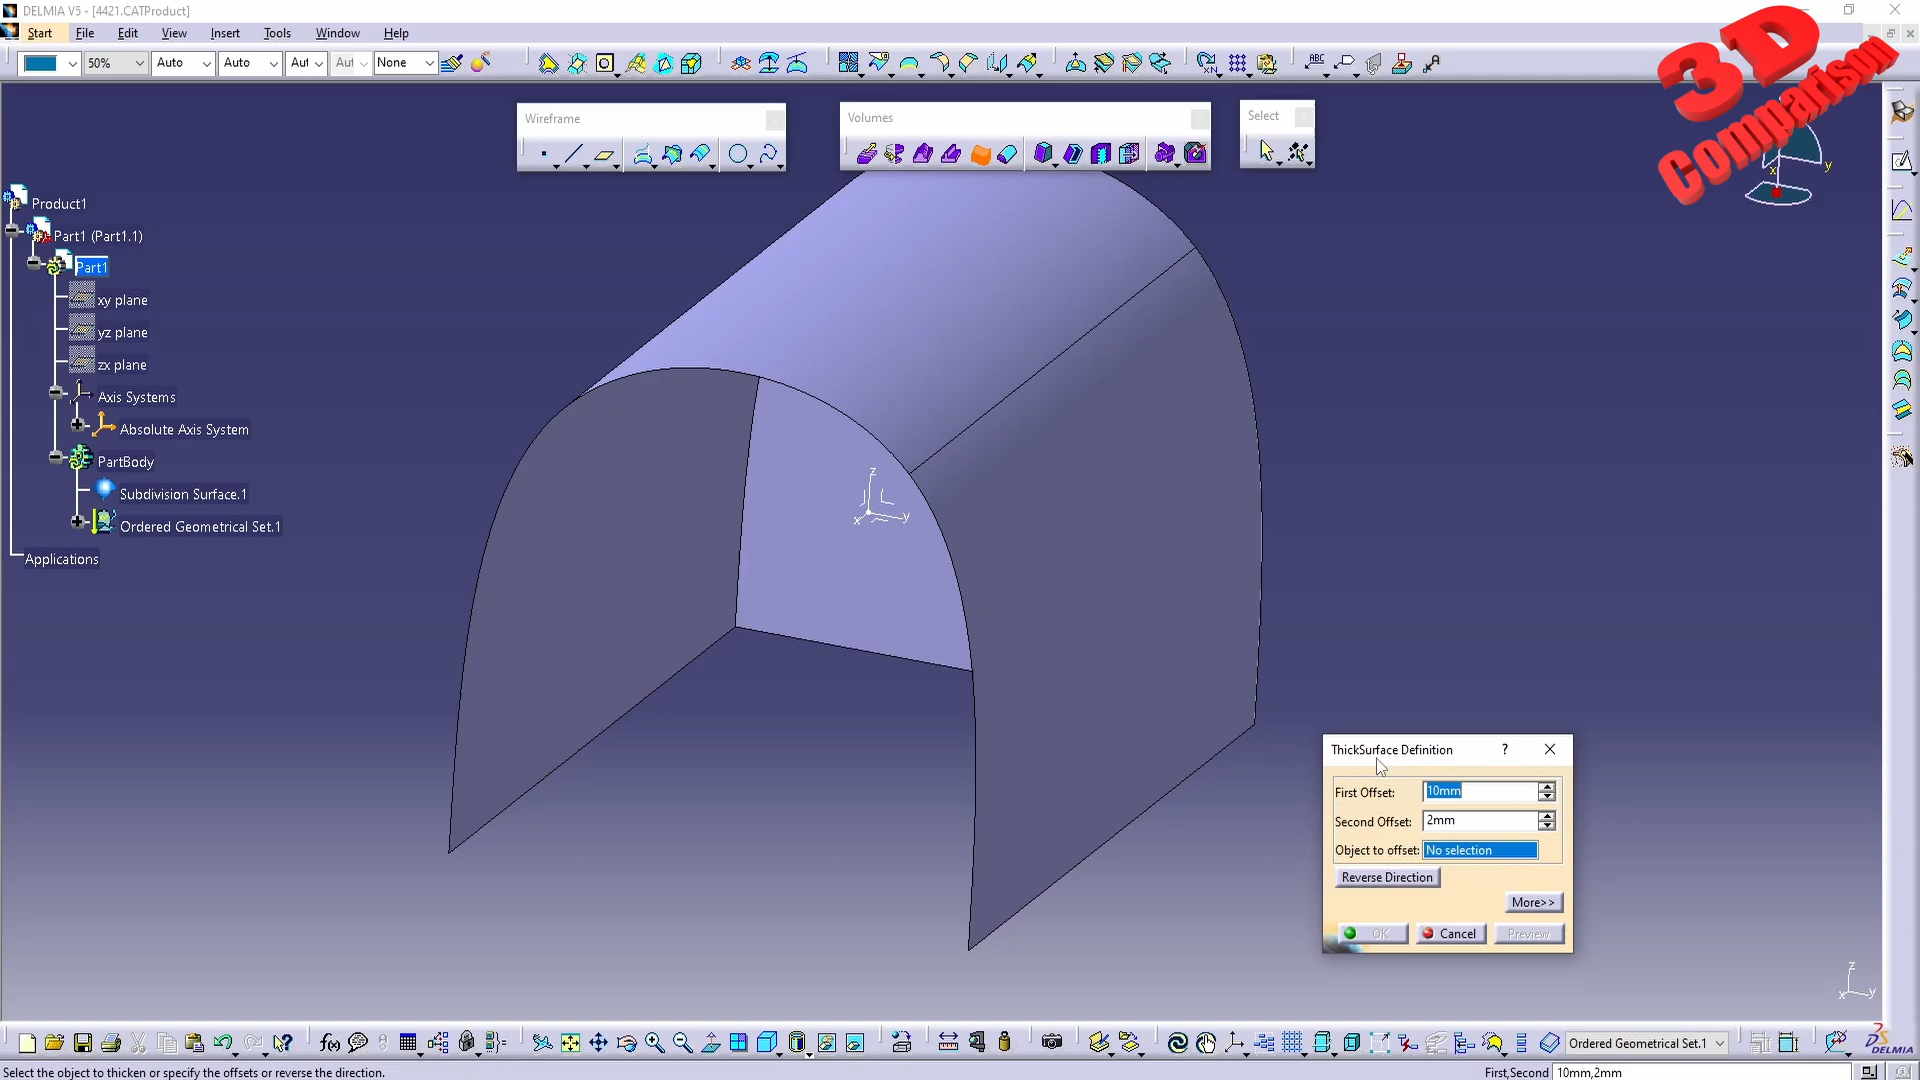 DELMIA V5 - [4421.CATProduct]
Start File Edit View Insert Tools Window Help
50% Auto Auto Aut Aut None
3D
Comparison
Wireframe
Volumes
Select
x
y
Product1
Part1 (Part1.1)
Part1
xy plane
yz plane
zx plane
Axis Systems
Absolute Axis System
PartBody
Subdivision Surface.1
Ordered Geometrical Set.1
Applications
z
x
y
ThickSurface Definition ?
First Offset: 10mm
Second Offset: 2mm
Object to offset: No selection
Reverse Direction
More>>
OK Cancel Preview
z
x
y
f(x)
Ordered Geometrical Set.1
DELMIA
Select the object to thicken or specify the offsets or reverse the direction.
First,Second 10mm,2mm